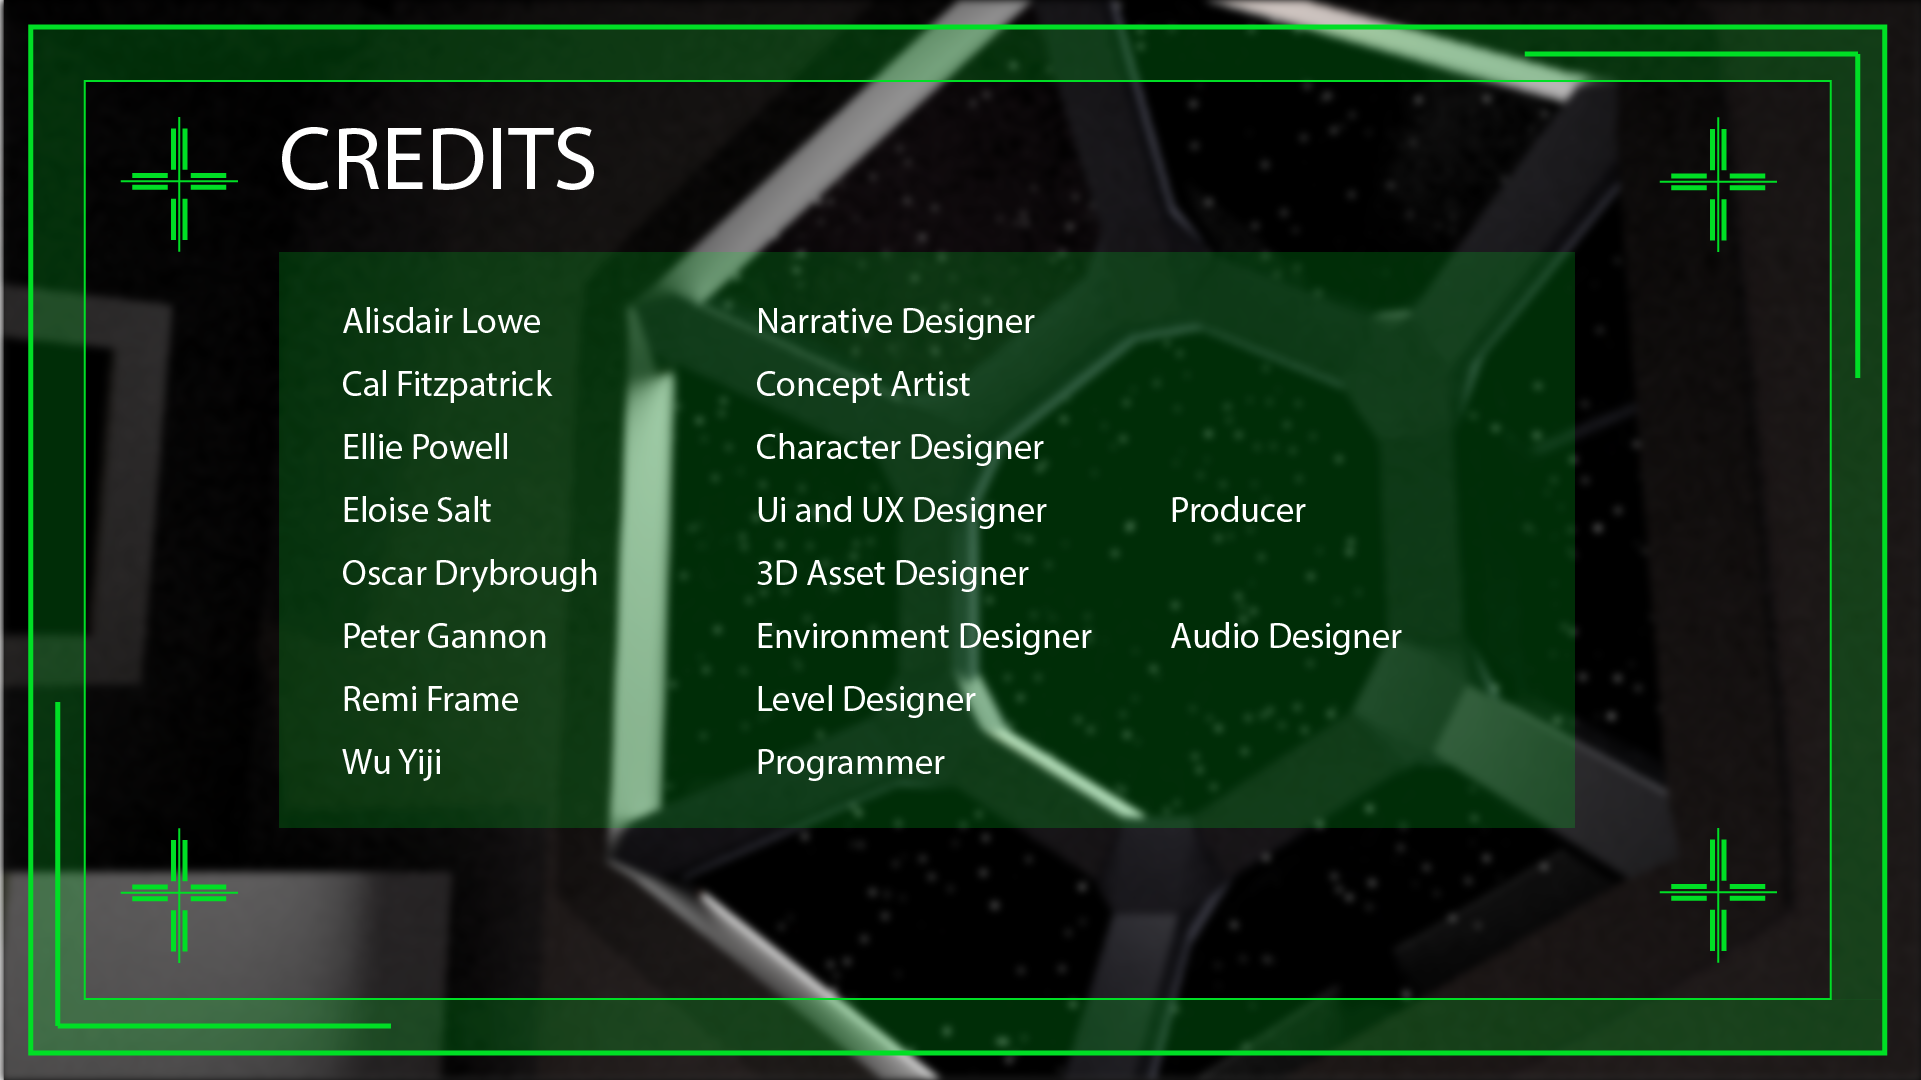 CREDITS
Alisdair Lowe Narrative Designer
Cal Fitzpatrick Concept Artist
Ellie Powell Character Designer
Eloise Salt Ui and UX Designer Producer
Oscar Drybrough 3D Asset Designer
Peter Gannon Environment Designer Audio Designer
Remi Frame Level Designer
Wu Yiji Programmer